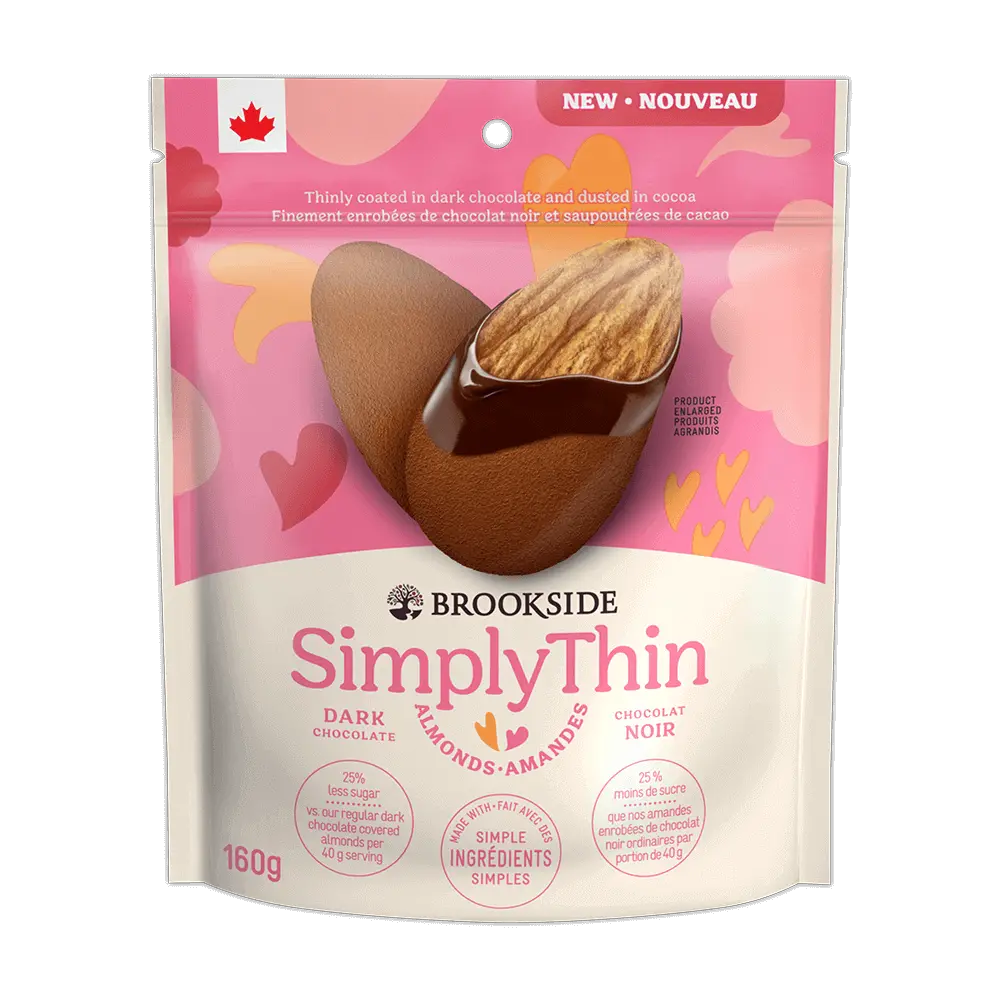 NEW • NOUVEAU
Thinly coated in dark chocolate and dusted in cocoa
Finement enrobées de chocolat noir et saupoudrées de cacao
PRODUCT
ENLARGED
PRODUITS
AGRANDIS
BROOKSIDE
SimplyThin
DARK
CHOCOLATE
ALMONDS • AMANDES
CHOCOLAT
NOIR
25%
less sugar
vs. our regular dark
chocolate covered
almonds per
40 g serving
MADE WITH • FAIT AVEC DES
SIMPLE
INGRÉDIENTS
SIMPLES
25 %
moins de sucre
que nos amandes
enrobées de chocolat
noir ordinaires par
portion de 40 g
160g